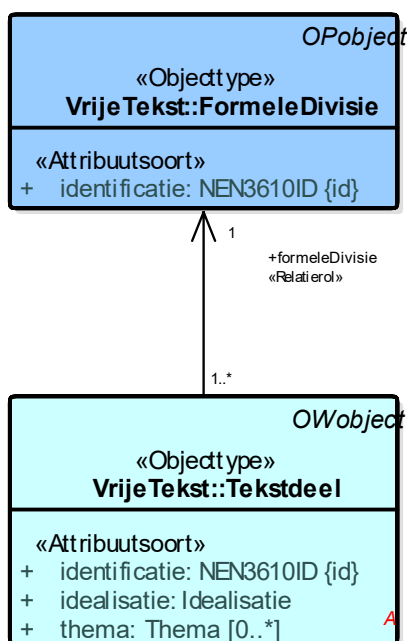 OPobject
«Objecttype»
VrijeTekst::FormeleDivisie
«Attribuutsoort»
+ identificatie: NEN3610ID {id}
1
+formeleDivisie
«Relatierol»
1..*
OWobject
«Objecttype»
VrijeTekst::Tekstdeel
«Attribuutsoort»
+ identificatie: NEN3610ID {id}
+ idealisatie: Idealisatie
+ thema: Thema [0..*]
A